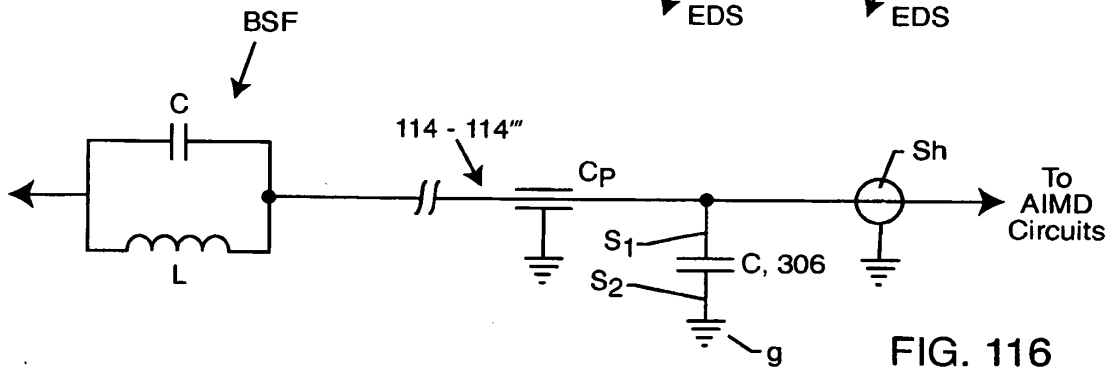 EDS
EDS
BSF
C
L
114 - 114‴
CP
S1
S2
C, 306
g
Sh
To
AIMD
Circuits
FIG. 116